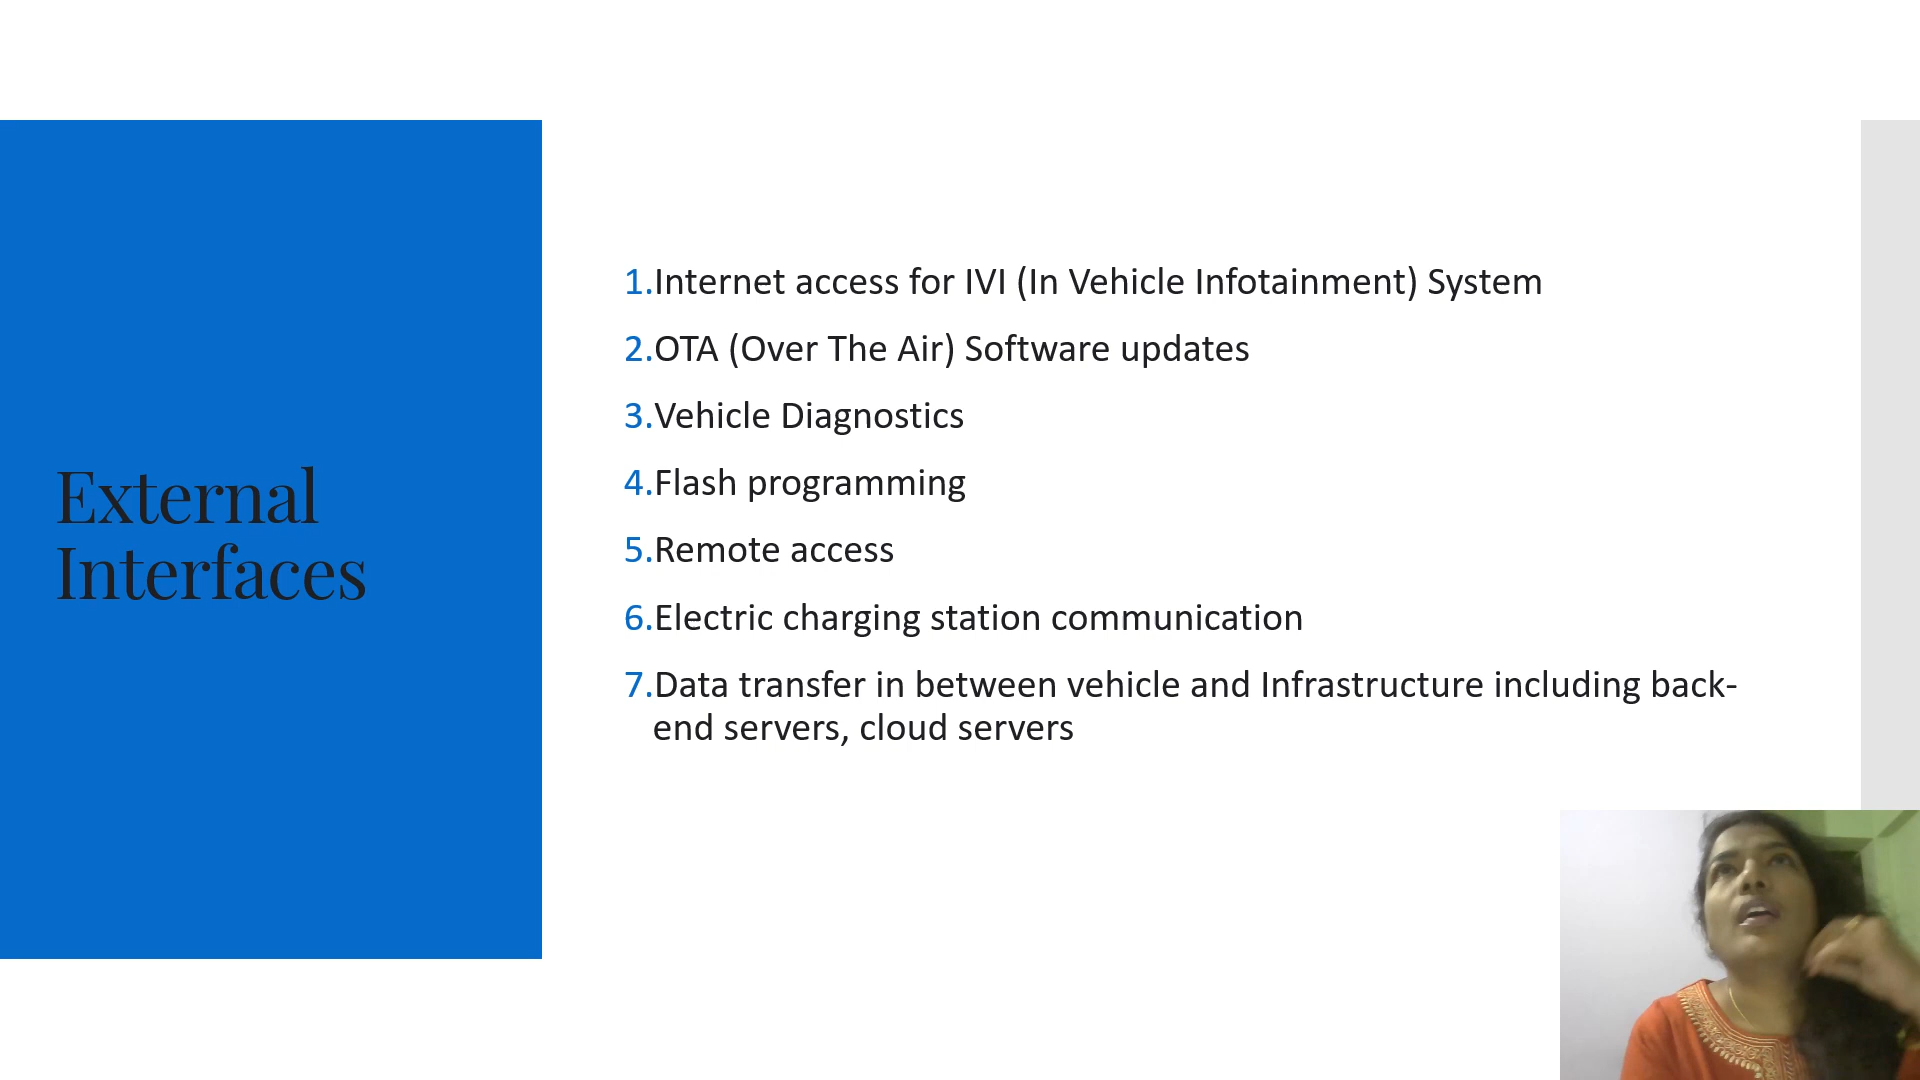 External
Interfaces
1.Internet access for IVI (In Vehicle Infotainment) System
2.OTA (Over The Air) Software updates
3.Vehicle Diagnostics
4.Flash programming
5.Remote access
6.Electric charging station communication
7.Data transfer in between vehicle and Infrastructure including back-
end servers, cloud servers